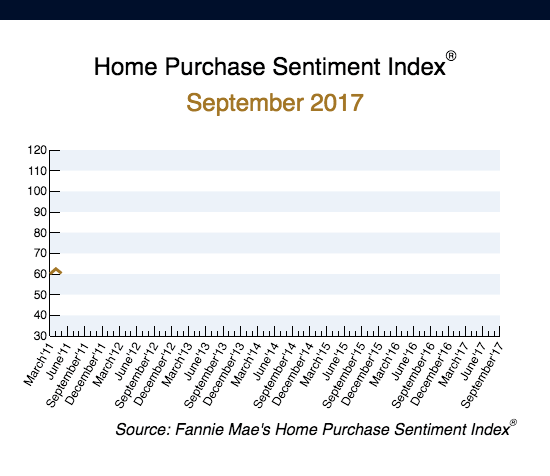 Home Purchase Sentiment Index®
September 2017
120
110
100
90
80
70
60
50
40
30
March'11
June'11
September'11
December'11
March'12
June'12
September'12
December'12
March'13
June'13
September'13
December'13
March'14
June'14
September'14
December'14
March'15
June'15
September'15
December'15
March'16
June'16
September'16
December'16
March'17
June'17
September'17
Source: Fannie Mae's Home Purchase Sentiment Index®